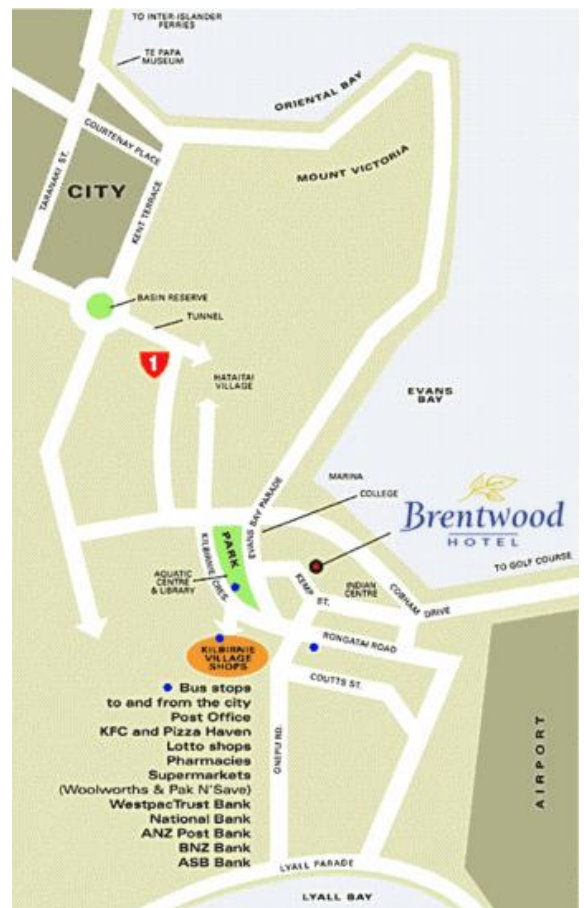 TO INTER-ISLANDER
FERRIES
TE PAPA
MUSEUM
ORIENTAL BAY
COURTENAY PLACE
TARANAKI ST.
MOUNT VICTORIA
CITY
KENT TERRACE
BASIN RESERVE
TUNNEL
1
HATAITAI
VILLAGE
EVANS
BAY
MARINA
COLLEGE
EVANS BAY PARADE
Brentwood
HOTEL
PARK
KILBIRNIE CRES.
AQUATIC
CENTRE
& LIBRARY
KEMP ST.
INDIAN
CENTRE
COBHAM DRIVE
TO GOLF COURSE
RONGATAI ROAD
KILBIRNIE
VILLAGE
SHOPS
COUTTS ST.
Bus stops
to and from the city
Post Office
KFC and Pizza Haven
Lotto shops
Pharmacies
Supermarkets
(Woolworths & Pak N'Save)
WestpacTrust Bank
National Bank
ANZ Post Bank
BNZ Bank
ASB Bank
ONEPU RD.
AIRPORT
LYALL PARADE
LYALL BAY